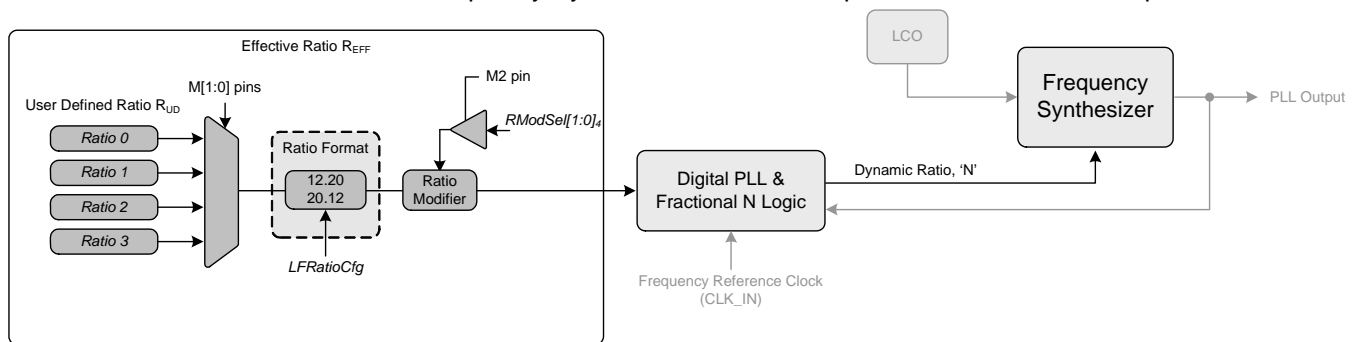 Effective Ratio REFF
M[1:0] pins
M2 pin
User Defined Ratio RUD
RModSel[1:0]4
Ratio 0
Ratio 1
Ratio 2
Ratio 3
Ratio Format
12.20
20.12
Ratio
Modifier
LFRatioCfg
Digital PLL &
Fractional N Logic
Frequency Reference Clock
(CLK_IN)
Dynamic Ratio, ‘N’
LCO
Frequency
Synthesizer
PLL Output